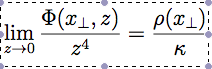 lim_{z→0} Φ(x_⊥, z) / z^4 = ρ(x_⊥) / κ